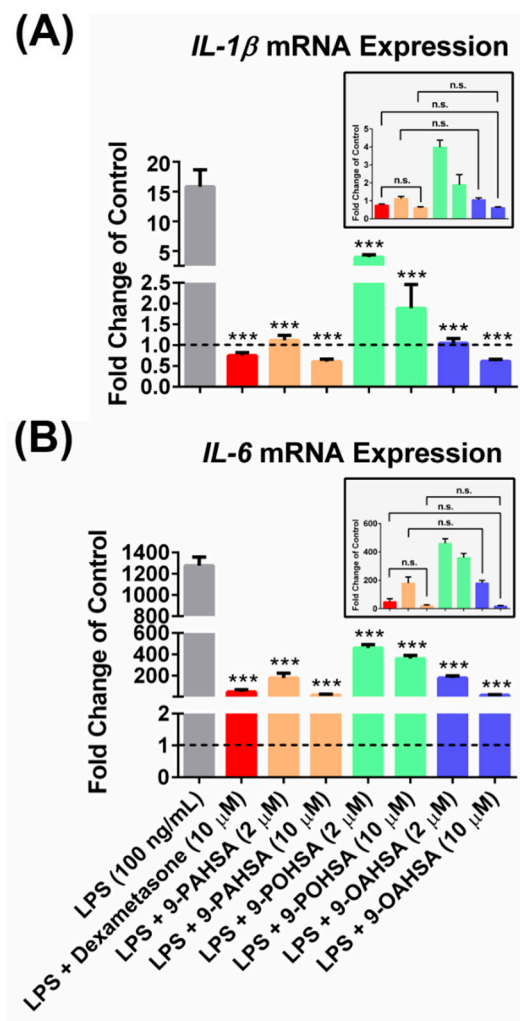 (A)
IL-1β mRNA Expression
Fold Change of Control
20
15
10
5
2.5
2.0
1.5
1.0
0.5
0.0
***
***
***
***
***
***
***
Fold Change of Control
5
4
3
2
1
0
n.s.
n.s.
n.s.
n.s.
(B)
IL-6 mRNA Expression
Fold Change of Control
1400
1200
1000
600
400
200
2
1
0
***
***
***
***
***
***
***
Fold Change of Control
600
400
200
0
n.s.
n.s.
n.s.
n.s.
LPS (100 ng/mL)
LPS + Dexametasone (10 μM)
LPS + 9-PAHSA (2 μM)
LPS + 9-PAHSA (10 μM)
LPS + 9-POHSA (2 μM)
LPS + 9-POHSA (10 μM)
LPS + 9-OAHSA (2 μM)
LPS + 9-OAHSA (10 μM)